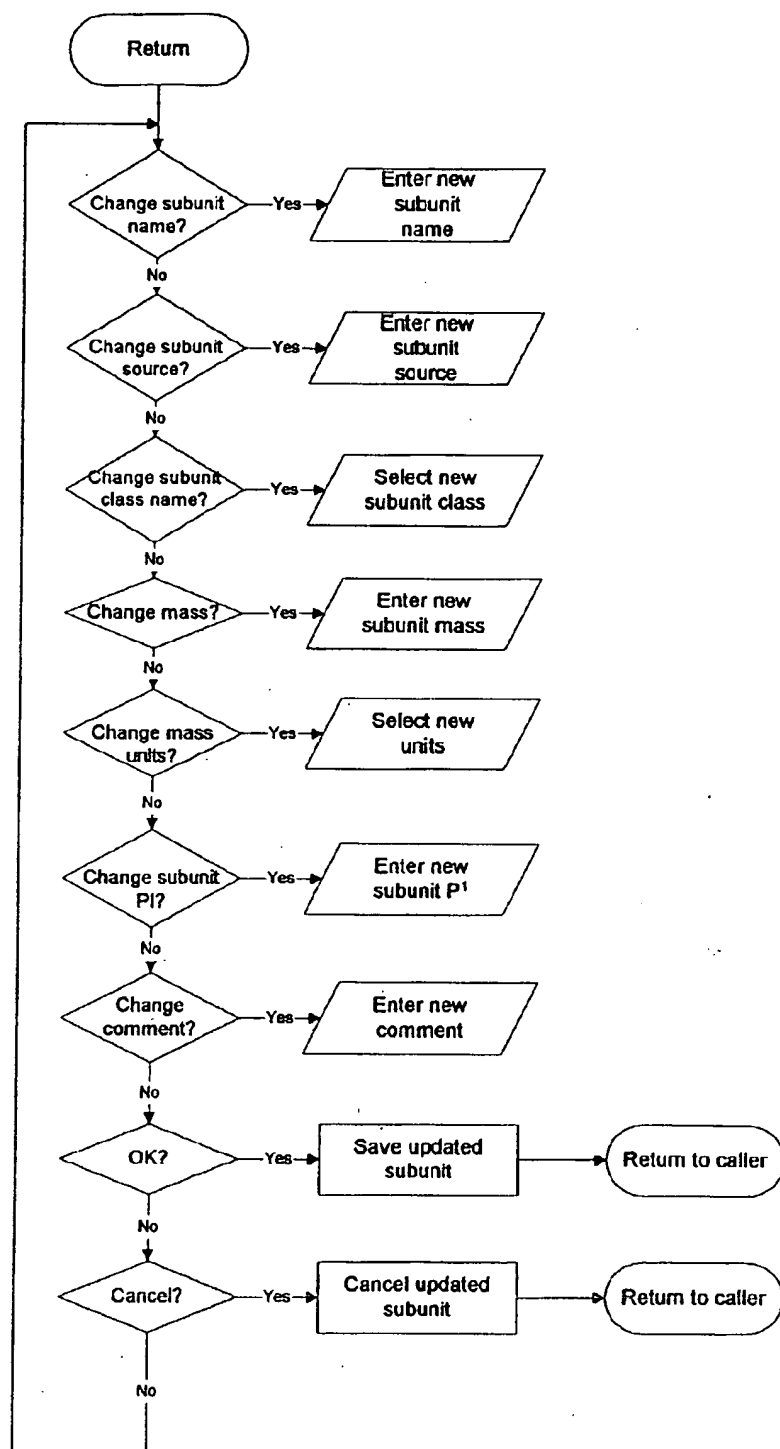 Return
Change subunit
name?
Yes
Enter new
subunit
name
No
Change subunit
source?
Yes
Enter new
subunit
source
No
Change subunit
class name?
Yes
Select new
subunit class
No
Change mass?
Yes
Enter new
subunit mass
No
Change mass
units?
Yes
Select new
units
No
Change subunit
PI?
Yes
Enter new
subunit P¹
No
Change
comment?
Yes
Enter new
comment
No
OK?
Yes
Save updated
subunit
Return to caller
No
Cancel?
Yes
Cancel updated
subunit
Return to caller
No